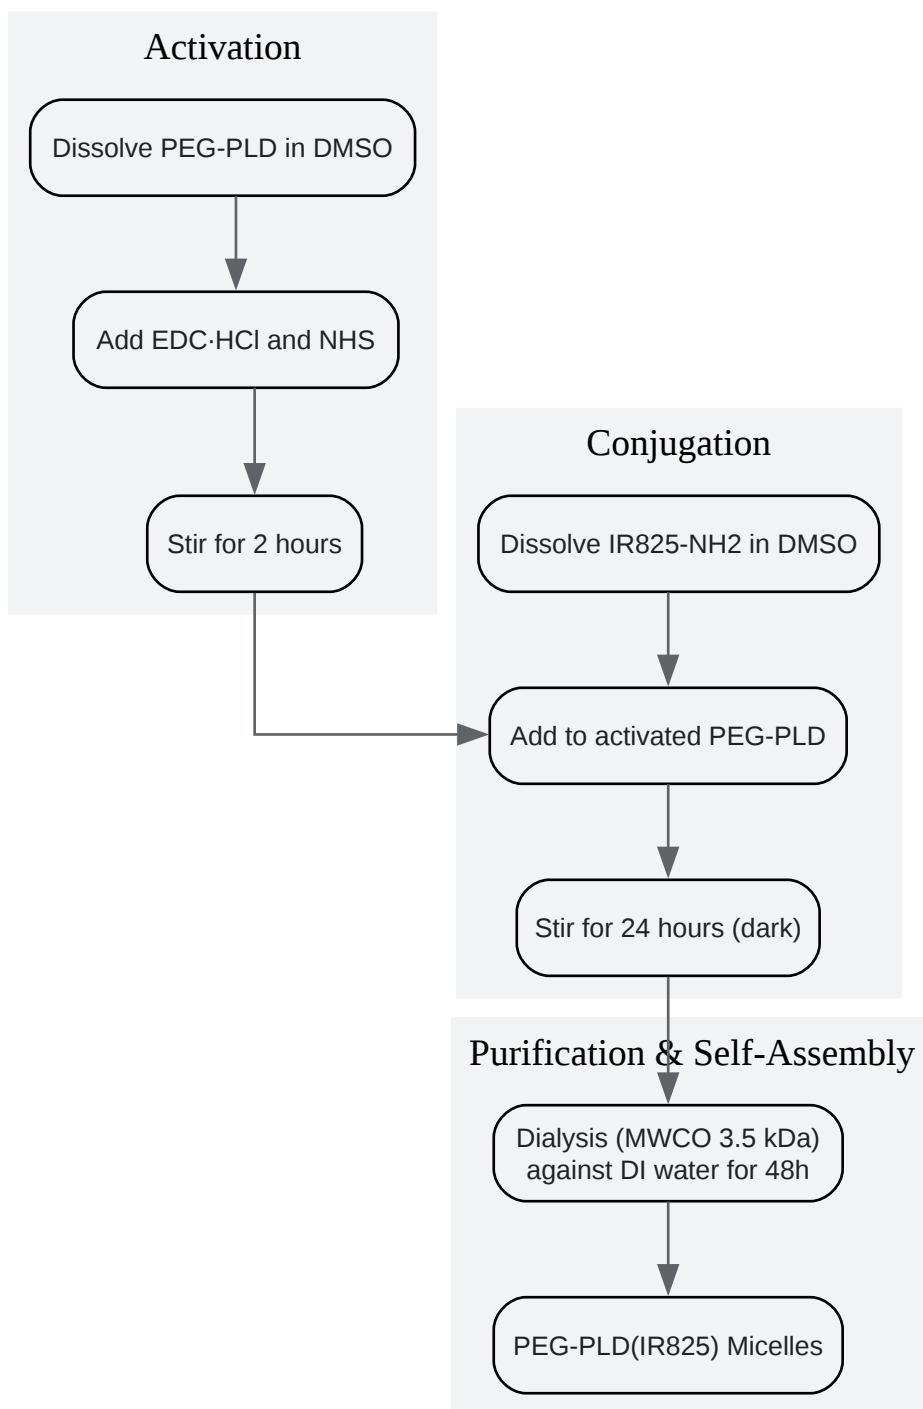 Activation
Dissolve PEG-PLD in DMSO
Add EDC·HCl and NHS
Stir for 2 hours
Conjugation
Dissolve IR825-NH2 in DMSO
Add to activated PEG-PLD
Stir for 24 hours (dark)
Purification & Self-Assembly
Dialysis (MWCO 3.5 kDa)
against DI water for 48h
PEG-PLD(IR825) Micelles